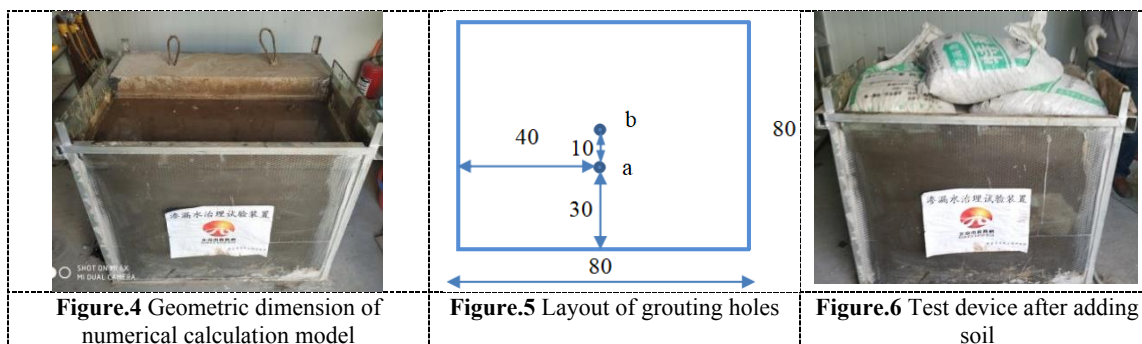 渗漏水治理试验装置
SHOT ON MI 6X
MI DUAL CAMERA
Figure.4 Geometric dimension of
numerical calculation model
b
40
10
80
a
30
80
Figure.5 Layout of grouting holes
渗漏水治理试验装置
Figure.6 Test device after adding
soil